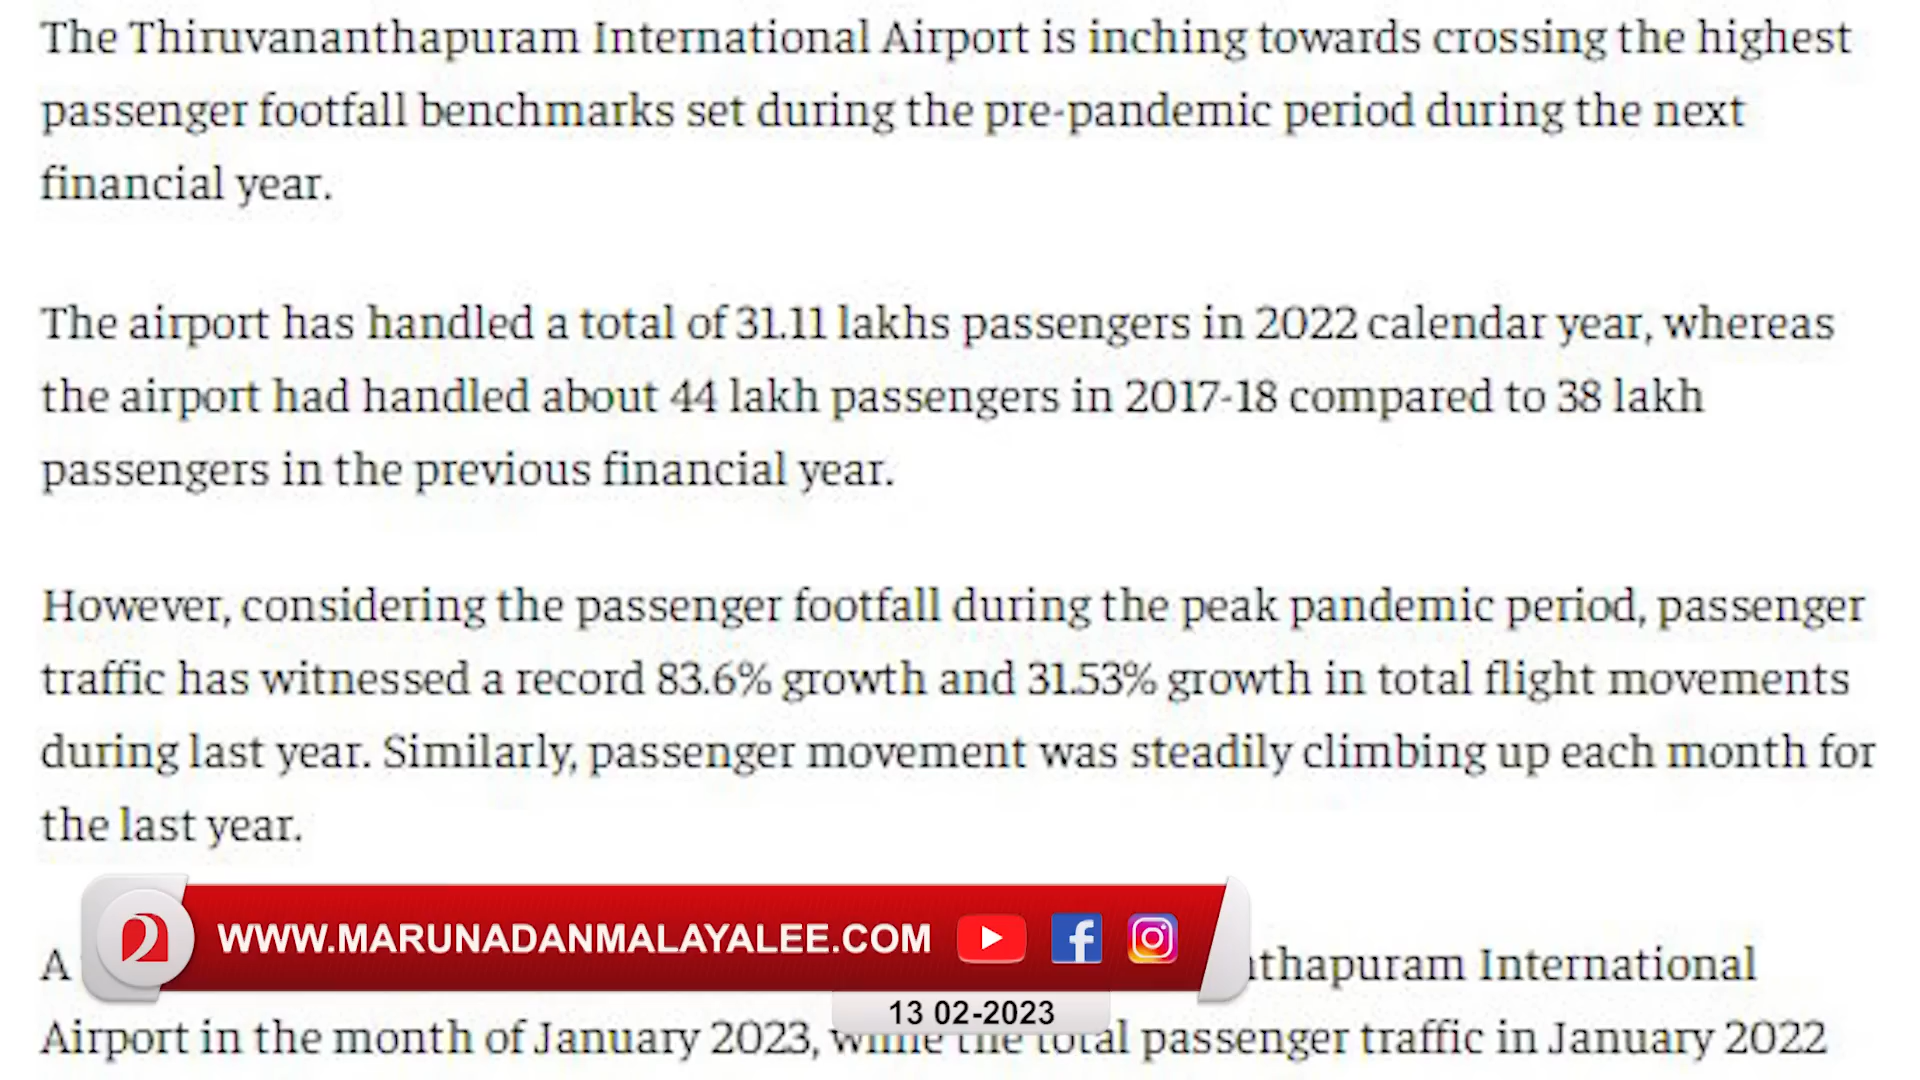 The Thiruvananthapuram International Airport is inching towards crossing the highest
passenger footfall benchmarks set during the pre-pandemic period during the next
financial year.
The airport has handled a total of 31.11 lakhs passengers in 2022 calendar year, whereas
the airport had handled about 44 lakh passengers in 2017-18 compared to 38 lakh
passengers in the previous financial year.
However, considering the passenger footfall during the peak pandemic period, passenger
traffic has witnessed a record 83.6% growth and 31.53% growth in total flight movements
during last year. Similarly, passenger movement was steadily climbing up each month for
the last year.
A thapuram International
WWW.MARUNADANMALAYALEE.COM
13 02-2023
Airport in the month of January 2023, while the total passenger traffic in January 2022